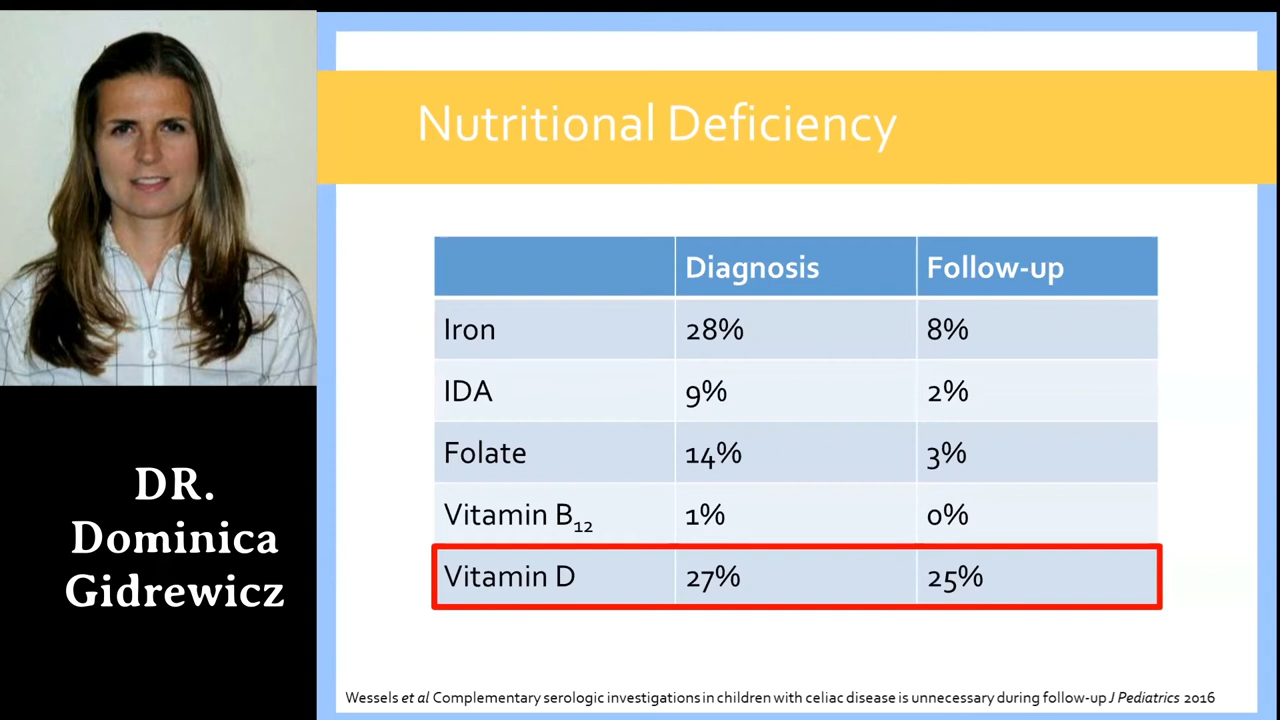 DR.
Dominica
Gidrewicz
Nutritional Deficiency
Diagnosis Follow-up
Iron 28% 8%
IDA 9% 2%
Folate 14% 3%
Vitamin B12 1% 0%
Vitamin D 27% 25%
Wessels et al Complementary serologic investigations in children with celiac disease is unnecessary during follow-up J Pediatrics 2016